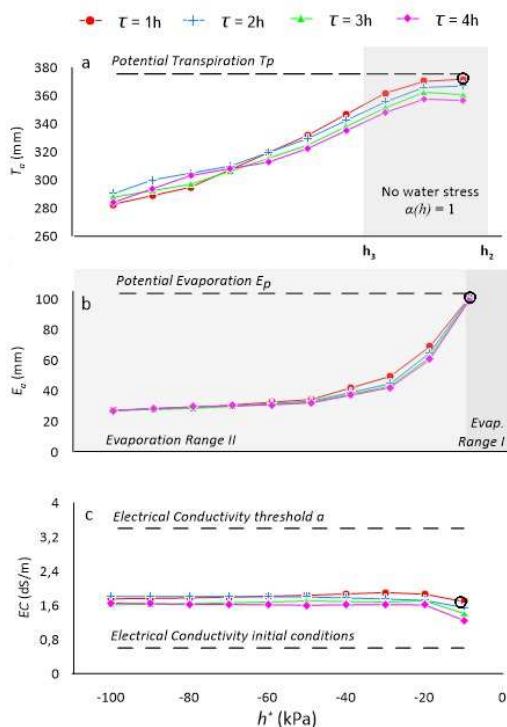 τ = 1h τ = 2h τ = 3h τ = 4h
a
Potential Transpiration Tp
Tₐ (mm)
380
360
340
320
300
280
260
240
No water stress
α(h) = 1
h₃ h₂
b
Potential Evaporation Eₚ
Eₐ (mm)
100
80
60
40
20
0
Evaporation Range II
Evap.
Range I
c
Electrical Conductivity threshold a
EC (dS/m)
4
3,2
2,4
1,6
0,8
0
Electrical Conductivity initial conditions
-100 -80 -60 -40 -20 0
h* (kPa)